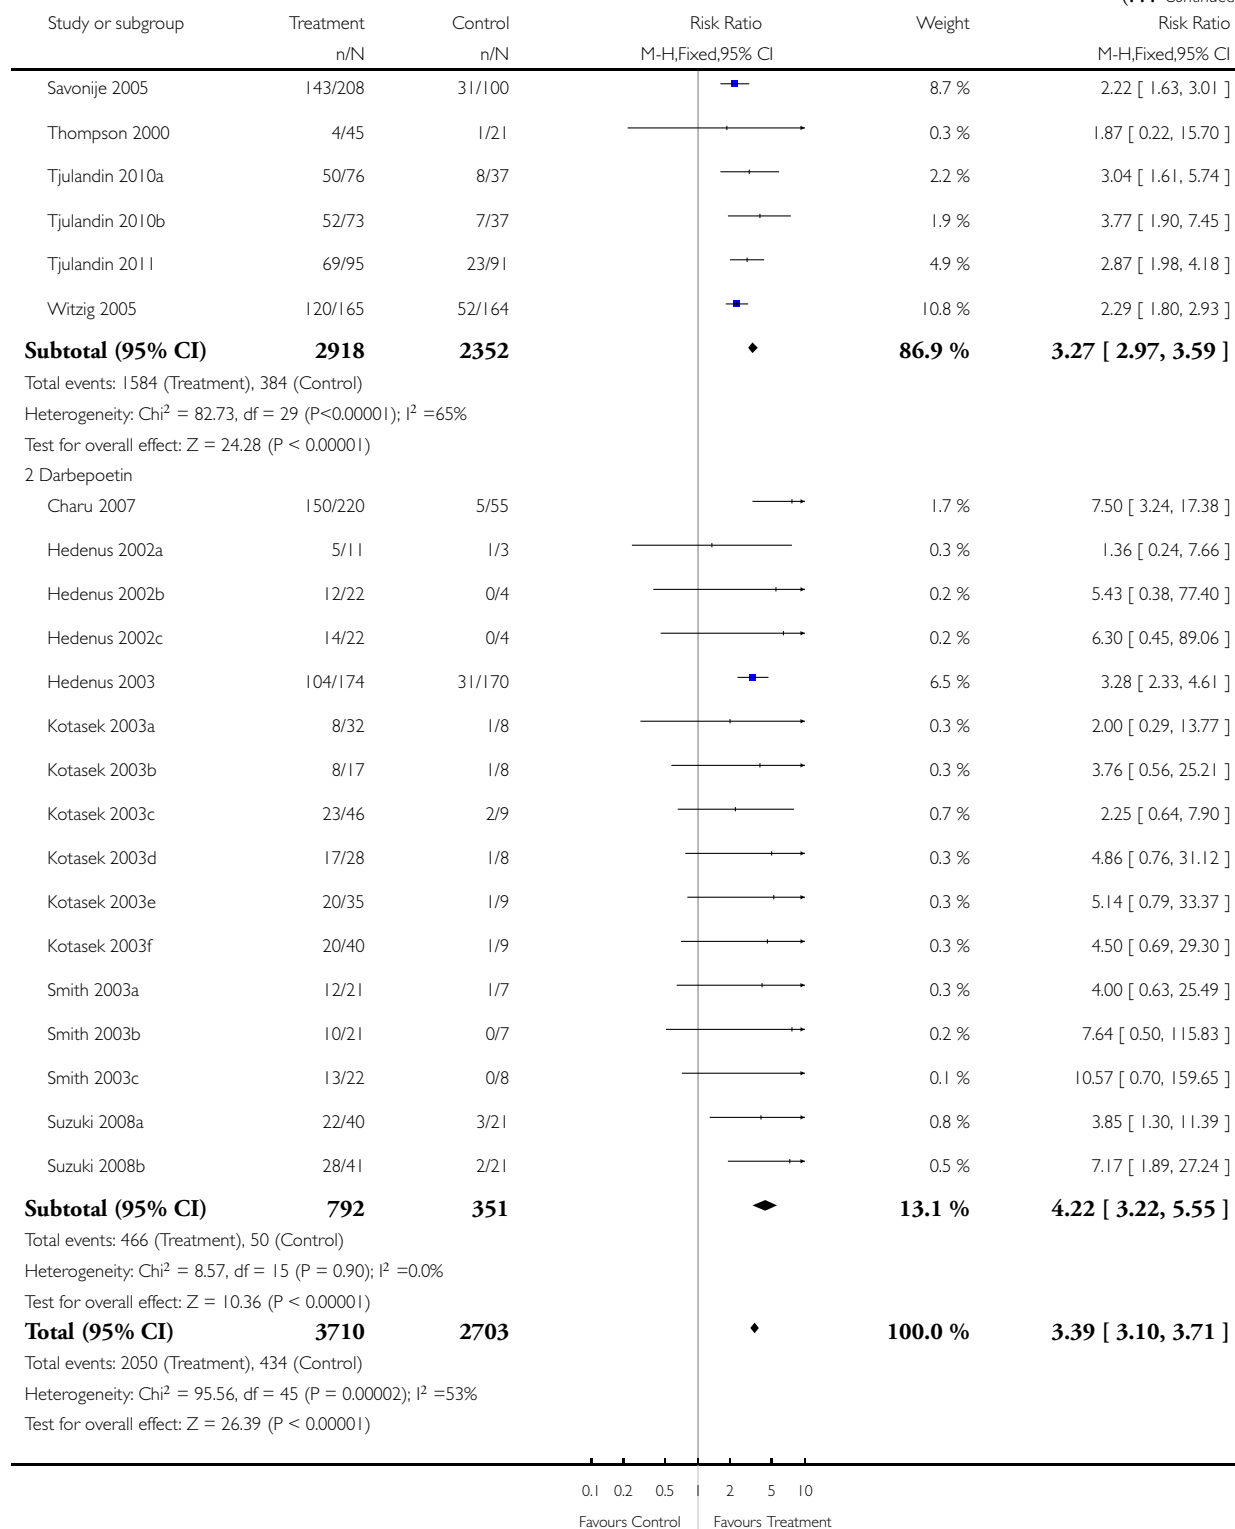 Continued
Study or subgroup Treatment Control Risk Ratio Weight Risk Ratio
n/N n/N M-H,Fixed,95% CI M-H,Fixed,95% CI
Savonije 2005 143/208 31/100 8.7 % 2.22 [ 1.63, 3.01 ]
Thompson 2000 4/45 1/21 0.3 % 1.87 [ 0.22, 15.70 ]
Tjulandin 2010a 50/76 8/37 2.2 % 3.04 [ 1.61, 5.74 ]
Tjulandin 2010b 52/73 7/37 1.9 % 3.77 [ 1.90, 7.45 ]
Tjulandin 2011 69/95 23/91 4.9 % 2.87 [ 1.98, 4.18 ]
Witzig 2005 120/165 52/164 10.8 % 2.29 [ 1.80, 2.93 ]
Subtotal (95% CI) 2918 2352 86.9 % 3.27 [ 2.97, 3.59 ]
Total events: 1584 (Treatment), 384 (Control)
Heterogeneity: Chi² = 82.73, df = 29 (P<0.00001); I² =65%
Test for overall effect: Z = 24.28 (P < 0.00001)
2 Darbepoetin
Charu 2007 150/220 5/55 1.7 % 7.50 [ 3.24, 17.38 ]
Hedenus 2002a 5/11 1/3 0.3 % 1.36 [ 0.24, 7.66 ]
Hedenus 2002b 12/22 0/4 0.2 % 5.43 [ 0.38, 77.40 ]
Hedenus 2002c 14/22 0/4 0.2 % 6.30 [ 0.45, 89.06 ]
Hedenus 2003 104/174 31/170 6.5 % 3.28 [ 2.33, 4.61 ]
Kotasek 2003a 8/32 1/8 0.3 % 2.00 [ 0.29, 13.77 ]
Kotasek 2003b 8/17 1/8 0.3 % 3.76 [ 0.56, 25.21 ]
Kotasek 2003c 23/46 2/9 0.7 % 2.25 [ 0.64, 7.90 ]
Kotasek 2003d 17/28 1/8 0.3 % 4.86 [ 0.76, 31.12 ]
Kotasek 2003e 20/35 1/9 0.3 % 5.14 [ 0.79, 33.37 ]
Kotasek 2003f 20/40 1/9 0.3 % 4.50 [ 0.69, 29.30 ]
Smith 2003a 12/21 1/7 0.3 % 4.00 [ 0.63, 25.49 ]
Smith 2003b 10/21 0/7 0.2 % 7.64 [ 0.50, 115.83 ]
Smith 2003c 13/22 0/8 0.1 % 10.57 [ 0.70, 159.65 ]
Suzuki 2008a 22/40 3/21 0.8 % 3.85 [ 1.30, 11.39 ]
Suzuki 2008b 28/41 2/21 0.5 % 7.17 [ 1.89, 27.24 ]
Subtotal (95% CI) 792 351 13.1 % 4.22 [ 3.22, 5.55 ]
Total events: 466 (Treatment), 50 (Control)
Heterogeneity: Chi² = 8.57, df = 15 (P = 0.90); I² =0.0%
Test for overall effect: Z = 10.36 (P < 0.00001)
Total (95% CI) 3710 2703 100.0 % 3.39 [ 3.10, 3.71 ]
Total events: 2050 (Treatment), 434 (Control)
Heterogeneity: Chi² = 95.56, df = 45 (P = 0.00002); I² =53%
Test for overall effect: Z = 26.39 (P < 0.00001)
0.1 0.2 0.5 1 2 5 10
Favours Control Favours Treatment